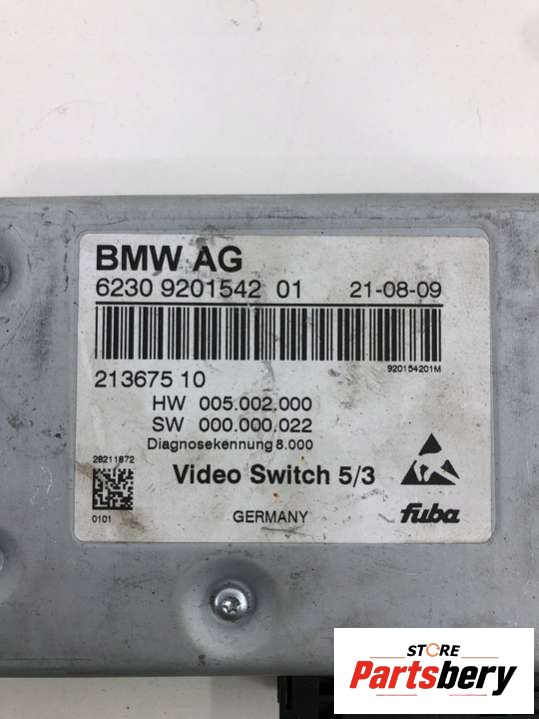 BMW AG
6230 9201542 01 21-08-09
920154201M
213675 10
HW 005.002.000
SW 000.000.022
Diagnosekennung 8.000
28211872
Video Switch 5/3
0101
GERMANY
fuba
STORE
Partsbery